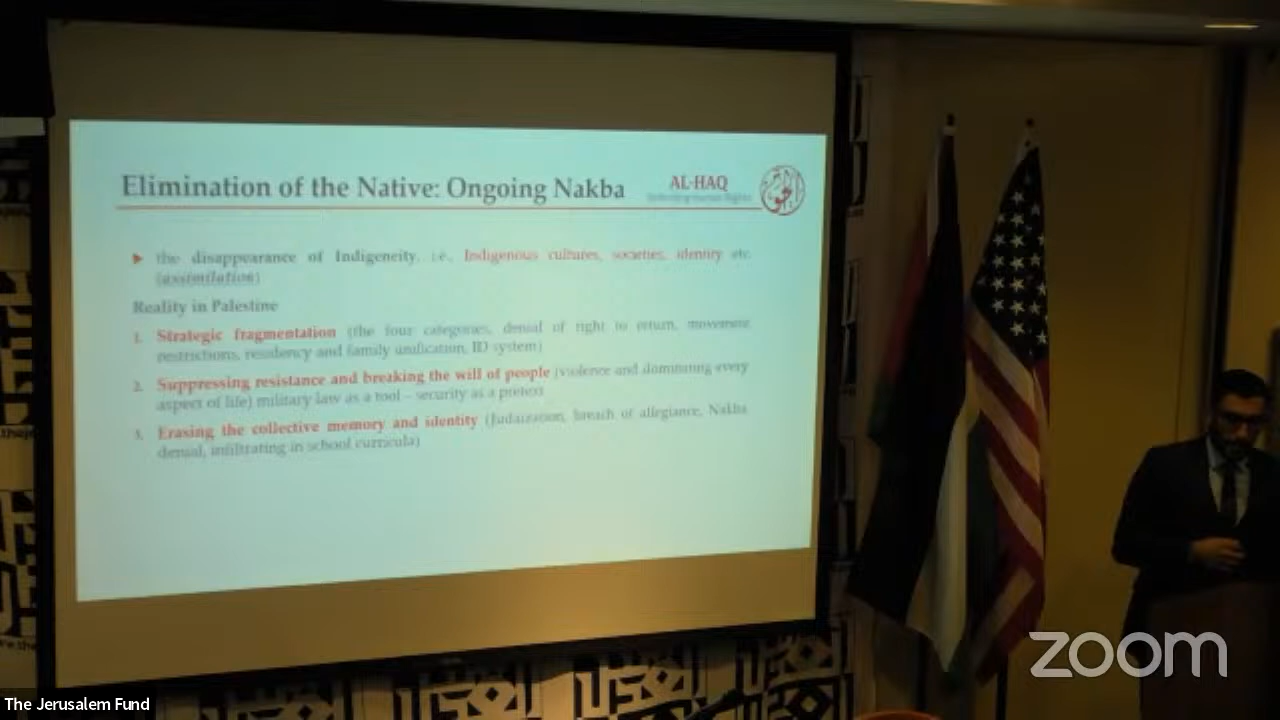 Elimination of the Native: Ongoing Nakba
AL-HAQ
the disappearance of Indigeneity, i.e., Indigenous cultures, societies, identity etc.
(assimilation)
Reality in Palestine
1. Strategic fragmentation (the four categories, denial of right to return, movement
restrictions, residency and family unification, ID system)
2. Suppressing resistance and breaking the will of people (violence and dominating every
aspect of life) military law as a tool – security as a pretext
3. Erasing the collective memory and identity (Judaization, breach of allegiance, Nakba
denial, infiltrating in school curricula)
zoom
The Jerusalem Fund